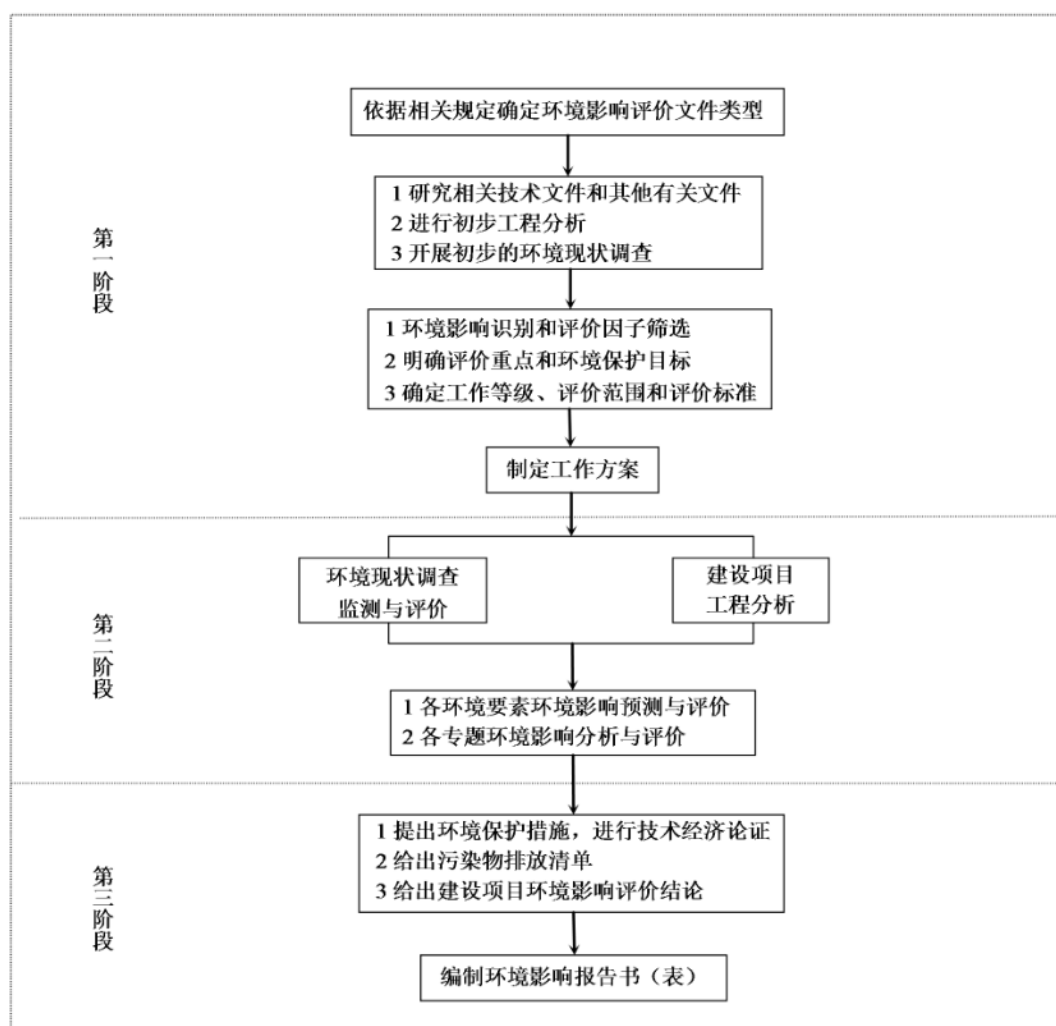 依据相关规定确定环境影响评价文件类型
1 研究相关技术文件和其他有关文件
2 进行初步工程分析
3 开展初步的环境现状调查
第一阶段
1 环境影响识别和评价因子筛选
2 明确评价重点和环境保护目标
3 确定工作等级、评价范围和评价标准
制定工作方案
环境现状调查
监测与评价
建设项目
工程分析
第二阶段
1 各环境要素环境影响预测与评价
2 各专题环境影响分析与评价
1 提出环境保护措施，进行技术经济论证
2 给出污染物排放清单
3 给出建设项目环境影响评价结论
第三阶段
编制环境影响报告书（表）